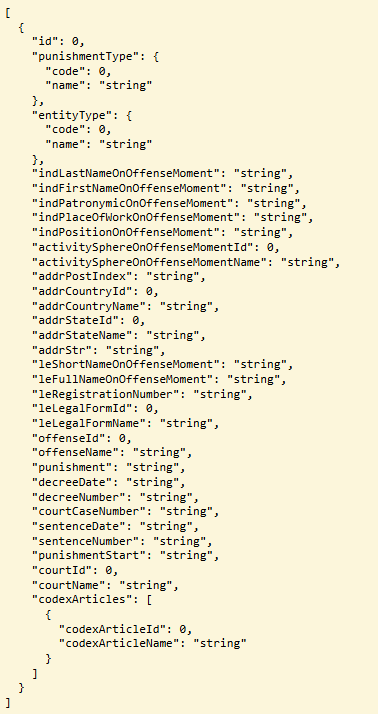 [
  {
    "id": 0,
    "punishmentType": {
      "code": 0,
      "name": "string"
    },
    "entityType": {
      "code": 0,
      "name": "string"
    },
    "indLastNameOnOffenseMoment": "string",
    "indFirstNameOnOffenseMoment": "string",
    "indPatronymicOnOffenseMoment": "string",
    "indPlaceOfWorkOnOffenseMoment": "string",
    "indPositionOnOffenseMoment": "string",
    "activitySphereOnOffenseMomentId": 0,
    "activitySphereOnOffenseMomentName": "string",
    "addrPostIndex": "string",
    "addrCountryId": 0,
    "addrCountryName": "string",
    "addrStateId": 0,
    "addrStateName": "string",
    "addrStr": "string",
    "leShortNameOnOffenseMoment": "string",
    "leFullNameOnOffenseMoment": "string",
    "leRegistrationNumber": "string",
    "leLegalFormId": 0,
    "leLegalFormName": "string",
    "offenseId": 0,
    "offenseName": "string",
    "punishment": "string",
    "decreeDate": "string",
    "decreeNumber": "string",
    "courtCaseNumber": "string",
    "sentenceDate": "string",
    "sentenceNumber": "string",
    "punishmentStart": "string",
    "courtId": 0,
    "courtName": "string",
    "codexArticles": [
      {
        "codexArticleId": 0,
        "codexArticleName": "string"
      }
    ]
  }
]